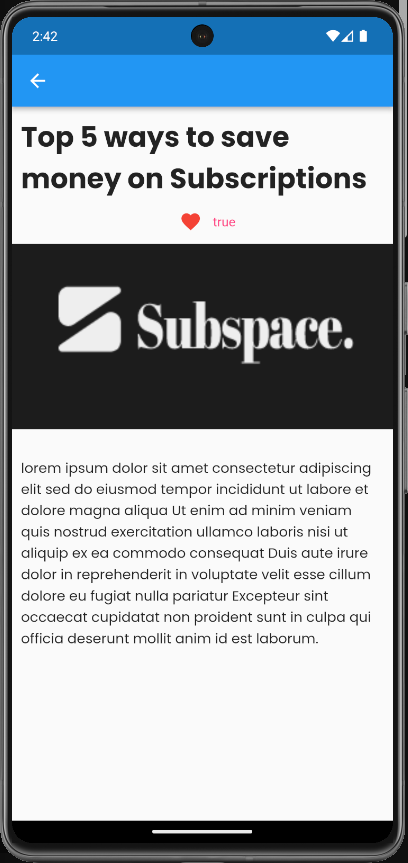 2:42
Top 5 ways to save
money on Subscriptions
true
Subspace.
lorem ipsum dolor sit amet consectetur adipiscing
elit sed do eiusmod tempor incididunt ut labore et
dolore magna aliqua Ut enim ad minim veniam
quis nostrud exercitation ullamco laboris nisi ut
aliquip ex ea commodo consequat Duis aute irure
dolor in reprehenderit in voluptate velit esse cillum
dolore eu fugiat nulla pariatur Excepteur sint
occaecat cupidatat non proident sunt in culpa qui
officia deserunt mollit anim id est laborum.